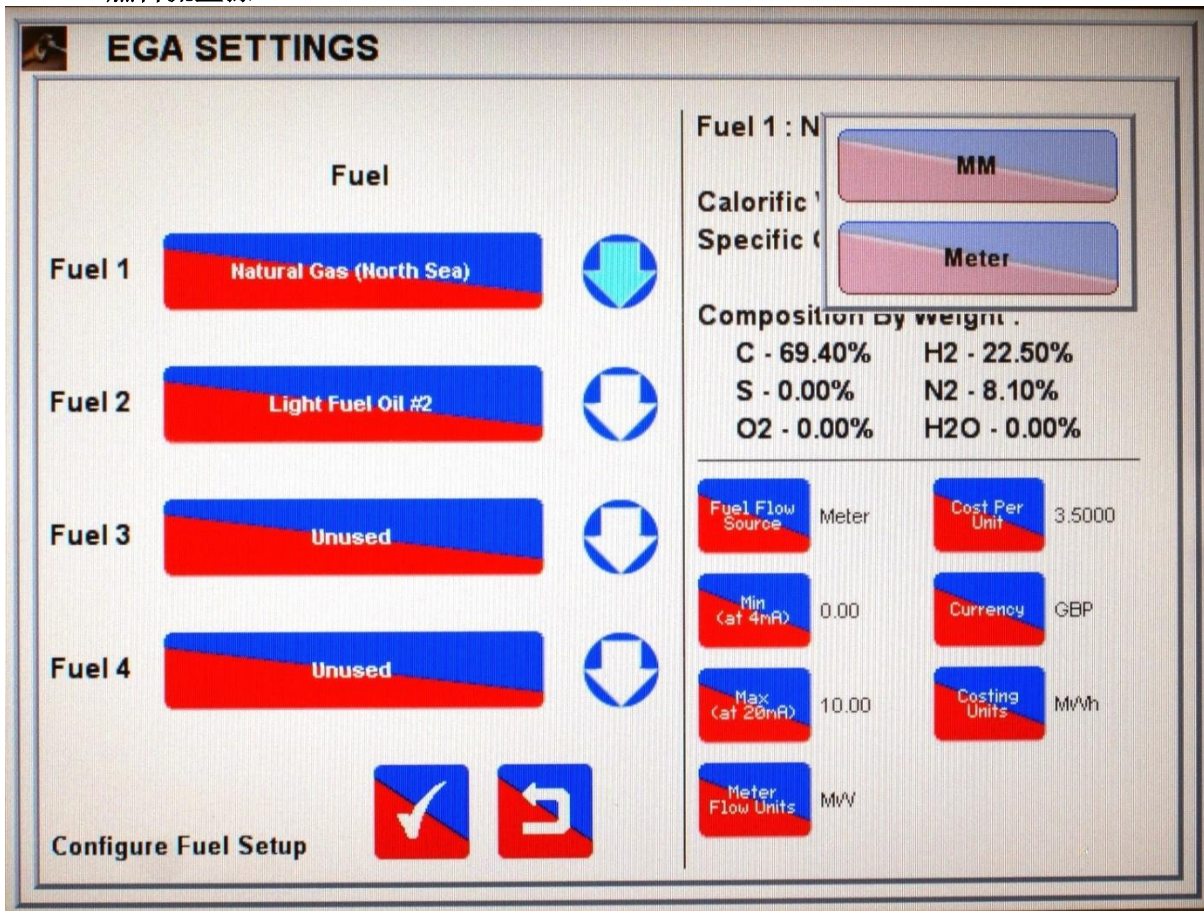 EGA SETTINGS
Fuel
Fuel 1
Natural Gas (North Sea)
Fuel 2
Light Fuel Oil #2
Fuel 3
Unused
Fuel 4
Unused
Configure Fuel Setup
Fuel 1 : N
MM
Calorific
Specific
Meter
Composition By Weight :
C - 69.40% H2 - 22.50%
S - 0.00% N2 - 8.10%
O2 - 0.00% H2O - 0.00%
Fuel Flow
Source
Meter
Cost Per
Unit
3.5000
Min
(at 4mA)
0.00
Currency
GBP
Max
(at 20mA)
10.00
Costing
Units
MWh
Meter
Flow Units
MW